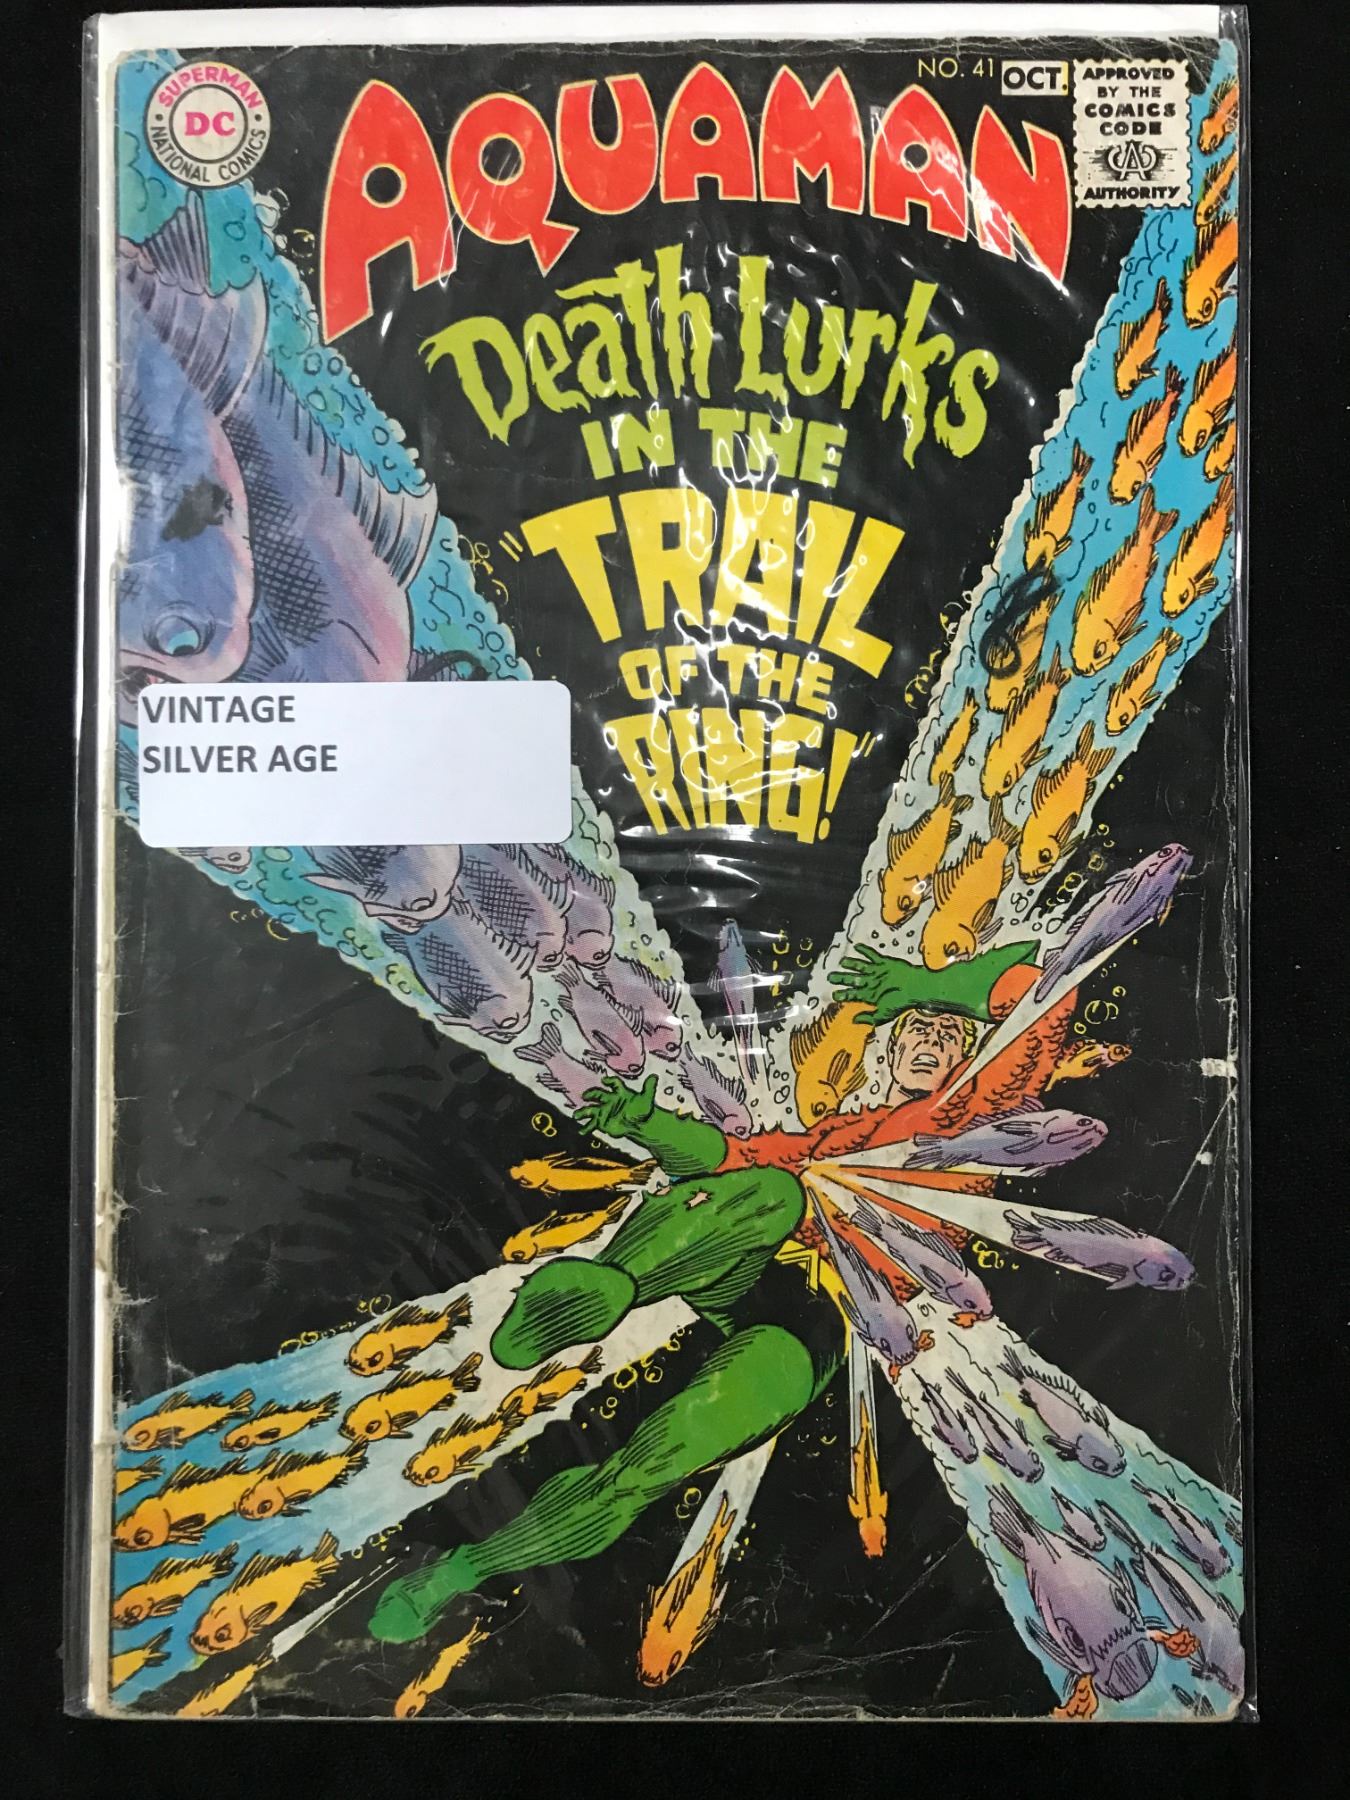 SUPERMAN
DC
NATIONAL COMICS
AQUAMAN
NO. 41 OCT.
APPROVED
BY THE
COMICS
CODE
CA
AUTHORITY
Death Lurks
IN THE
"TRAIL
OF THE
RING!"
VINTAGE
SILVER AGE